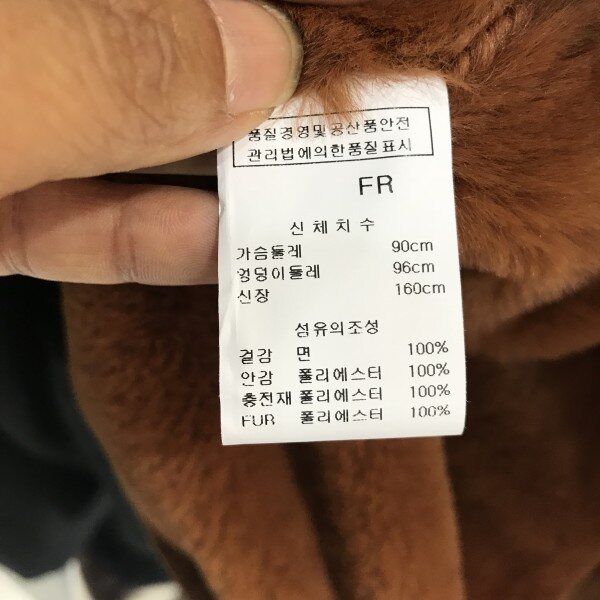 품질경영및공산품안전
관리법에의한품질표시
FR
신체치수
가슴둘레 90cm
엉덩이둘레 96cm
신장 160cm
섬유의조성
겉감 면 100%
안감 폴리에스터 100%
충전재 폴리에스터 100%
FUR 폴리에스터 100%